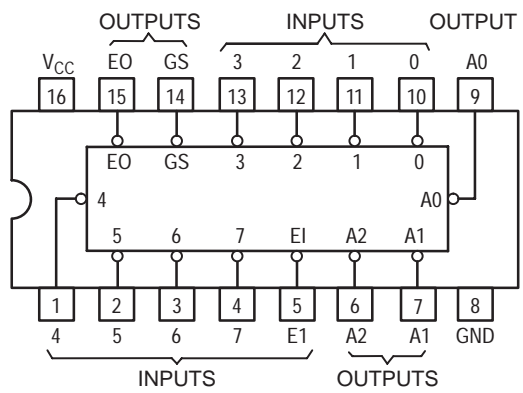 OUTPUTS INPUTS OUTPUT
VCC EO GS 3 2 1 0 A0
16 15 14 13 12 11 10 9
EO GS 3 2 1 0
4 A0
5 6 7 EI A2 A1
1 2 3 4 5 6 7 8
4 5 6 7 E1 A2 A1 GND
INPUTS OUTPUTS